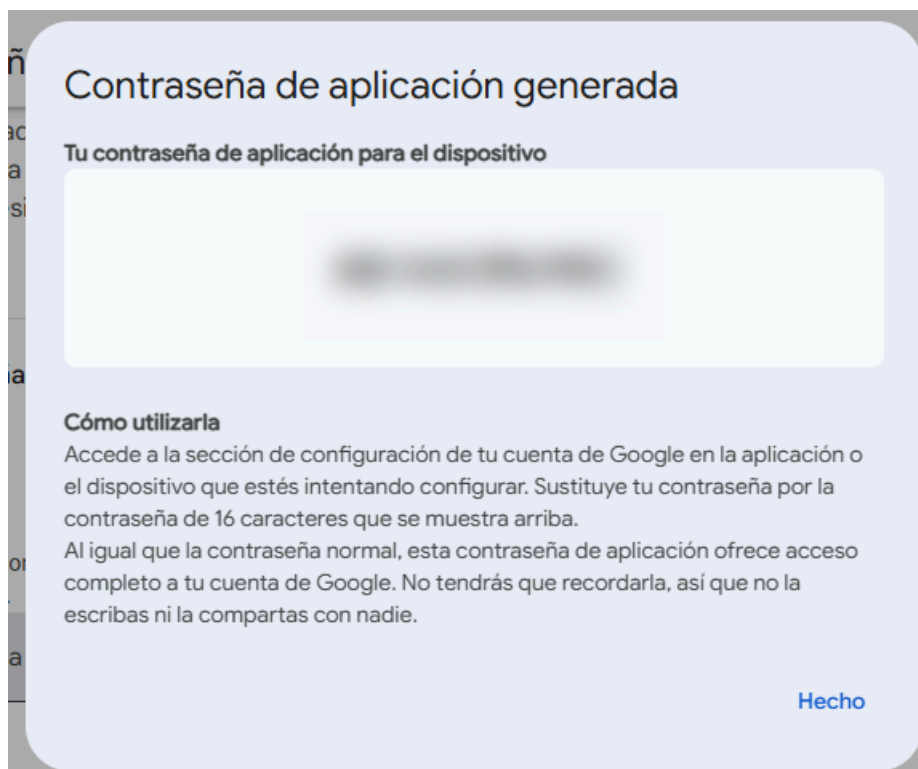 Contraseña de aplicación generada
Tu contraseña de aplicación para el dispositivo
Cómo utilizarla
Accede a la sección de configuración de tu cuenta de Google en la aplicación o
el dispositivo que estés intentando configurar. Sustituye tu contraseña por la
contraseña de 16 caracteres que se muestra arriba.
Al igual que la contraseña normal, esta contraseña de aplicación ofrece acceso
completo a tu cuenta de Google. No tendrás que recordarla, así que no la
escribas ni la compartas con nadie.
Hecho